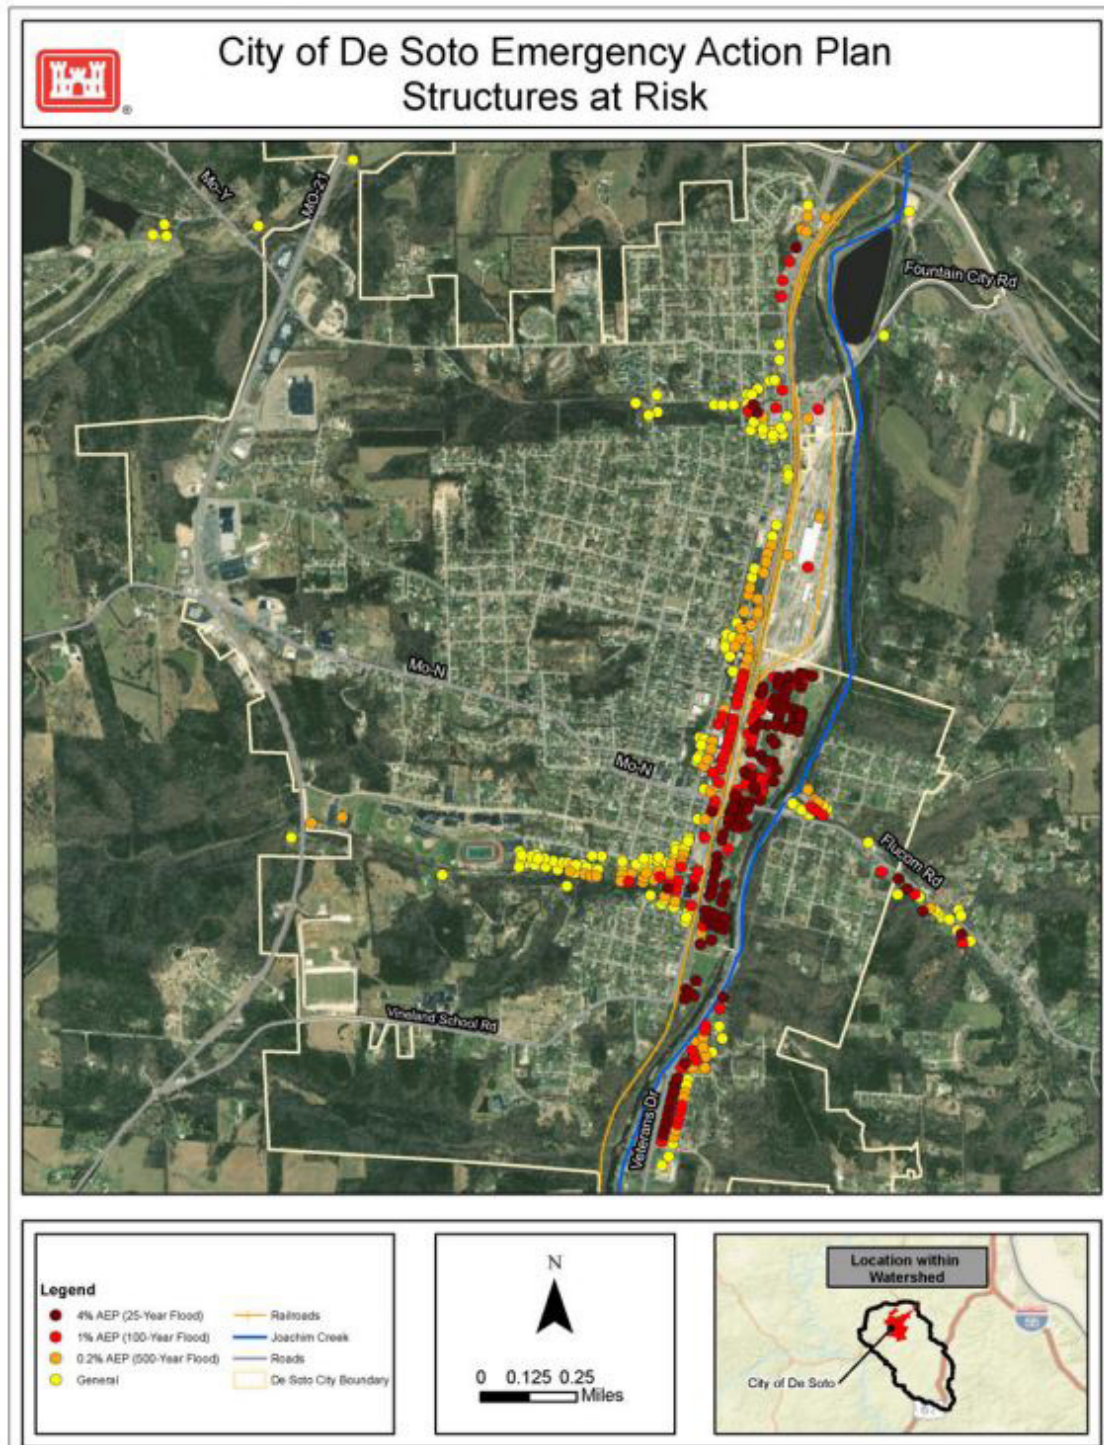 City of De Soto Emergency Action Plan
Structures at Risk
®
Mo-Y
MO-21
Fountain City Rd
Mo-N
Mo-N
Flucom Rd
Vineland School Rd
Veterans Dr
Legend
4% AEP (25-Year Flood)
1% AEP (100-Year Flood)
0.2% AEP (500-Year Flood)
General
Railroads
Joachim Creek
Roads
De Soto City Boundary
N
0 0.125 0.25
Miles
Location within
Watershed
55
City of De Soto
67